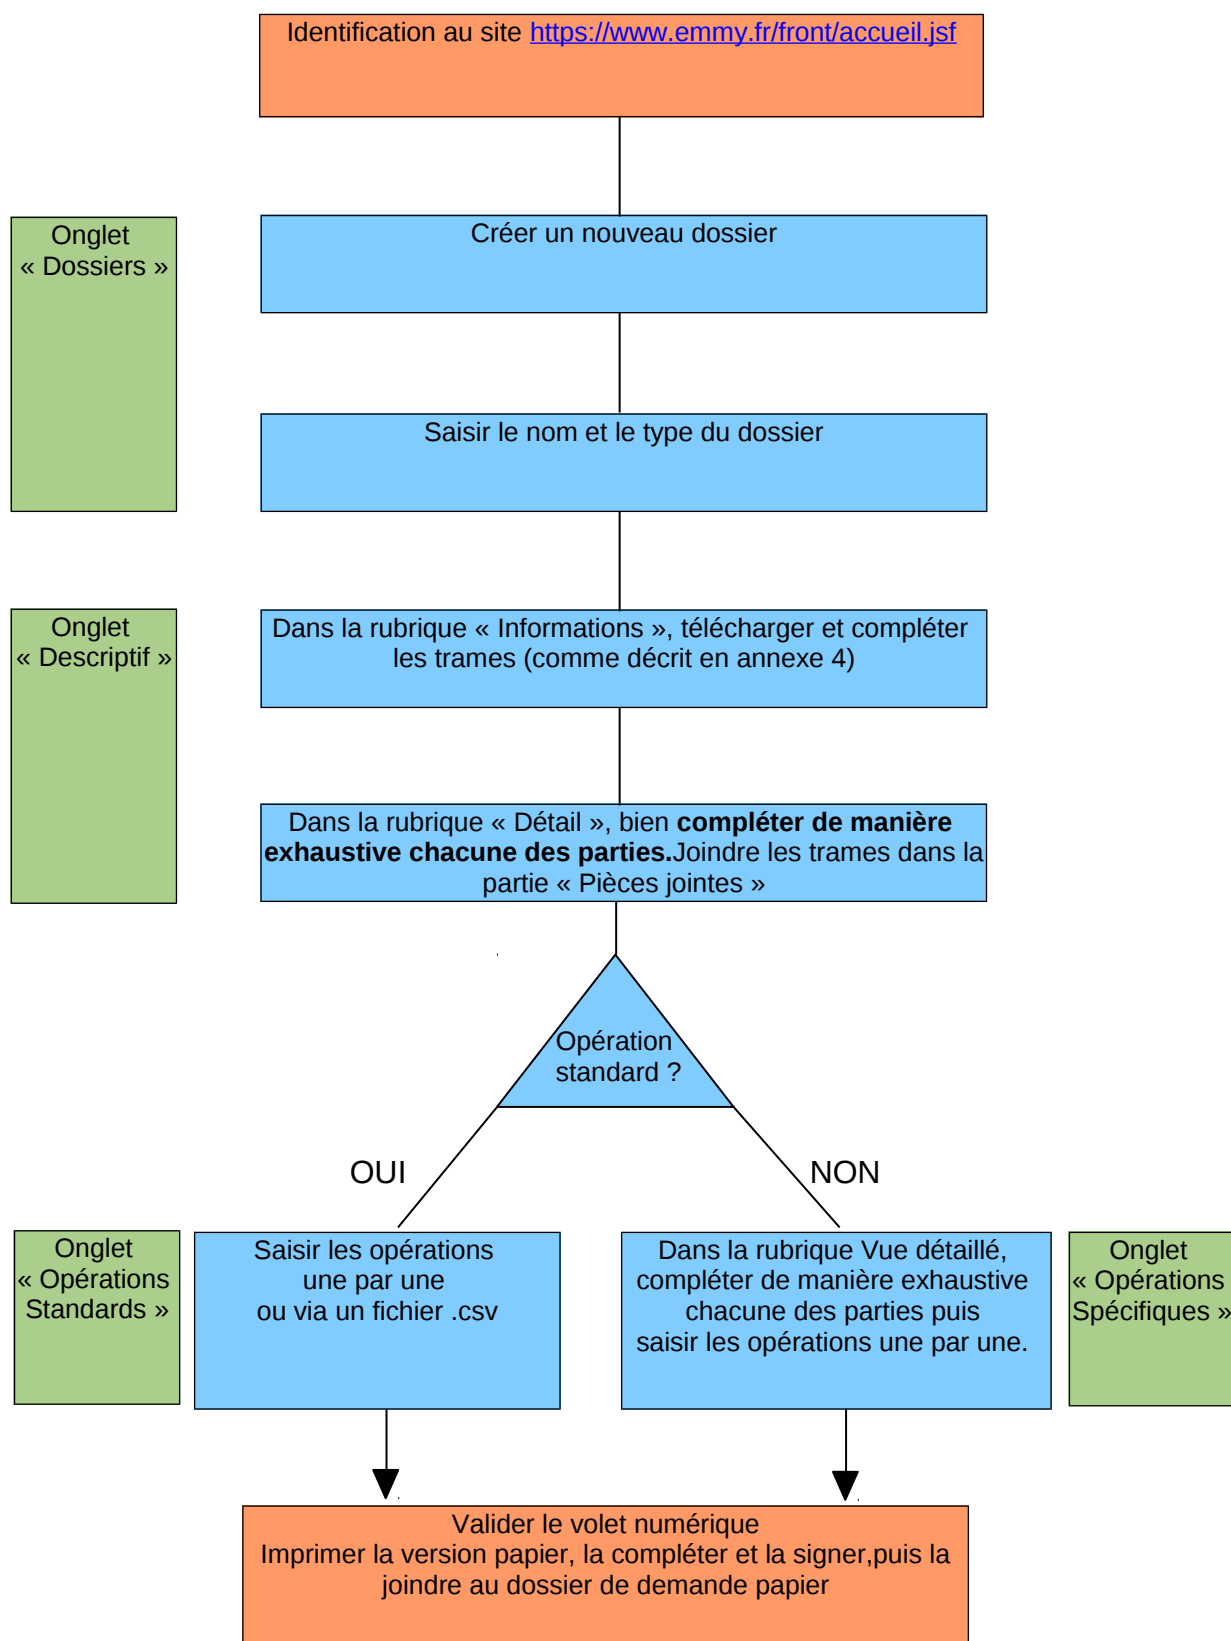 Identification au site https://www.emmy.fr/front/accueil.jsf
Onglet
« Dossiers »
Créer un nouveau dossier
Saisir le nom et le type du dossier
Onglet
« Descriptif »
Dans la rubrique « Informations », télécharger et compléter
les trames (comme décrit en annexe 4)
Dans la rubrique « Détail », bien compléter de manière
exhaustive chacune des parties.Joindre les trames dans la
partie « Pièces jointes »
Opération
standard ?
OUI
NON
Onglet
« Opérations
Standards »
Saisir les opérations
une par une
ou via un fichier .csv
Dans la rubrique Vue détaillé,
compléter de manière exhaustive
chacune des parties puis
saisir les opérations une par une.
Onglet
« Opérations
Spécifiques »
Valider le volet numérique
Imprimer la version papier, la compléter et la signer,puis la
joindre au dossier de demande papier